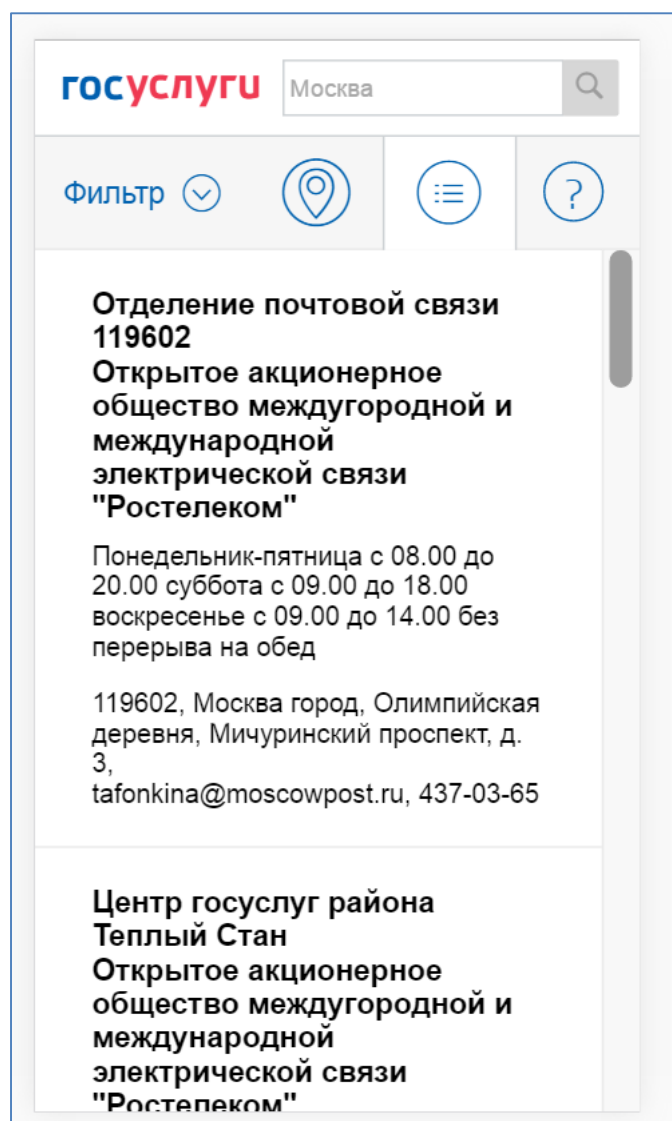 госуслуги Москва
Фильтр ?
Отделение почтовой связи
119602
Открытое акционерное
общество междугородной и
международной
электрической связи
"Ростелеком"
Понедельник-пятница с 08.00 до
20.00 суббота с 09.00 до 18.00
воскресенье с 09.00 до 14.00 без
перерыва на обед
119602, Москва город, Олимпийская
деревня, Мичуринский проспект, д.
3,
tafonkina@moscowpost.ru, 437-03-65
Центр госуслуг района
Теплый Стан
Открытое акционерное
общество междугородной и
международной
электрической связи
"Ростелеком"